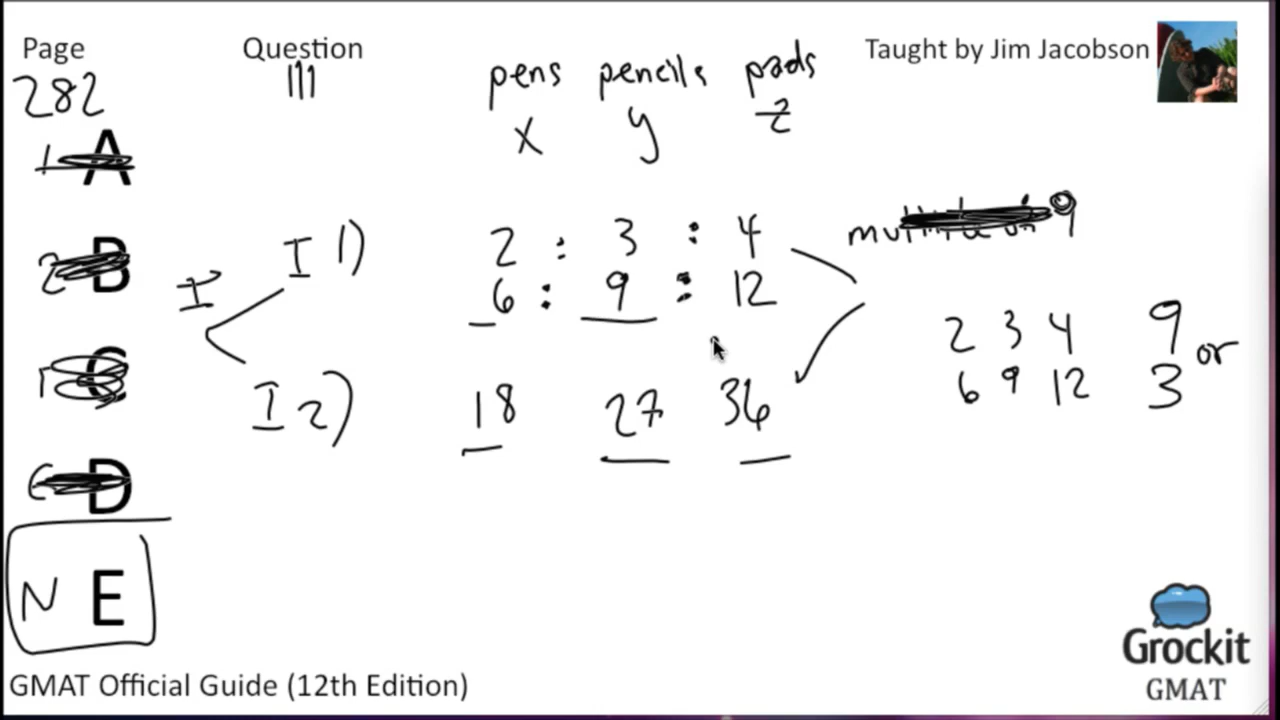 Page Question Taught by Jim Jacobson
282 111 pens pencils pads
x y z
1 A
I 1) 2 : 3 : 4
2 B
I 6 : 9 : 12
2 3 4 9 or
6 9 12 3
C
I 2) 18 27 36
D
N E
Grockit
GMAT
GMAT Official Guide (12th Edition)